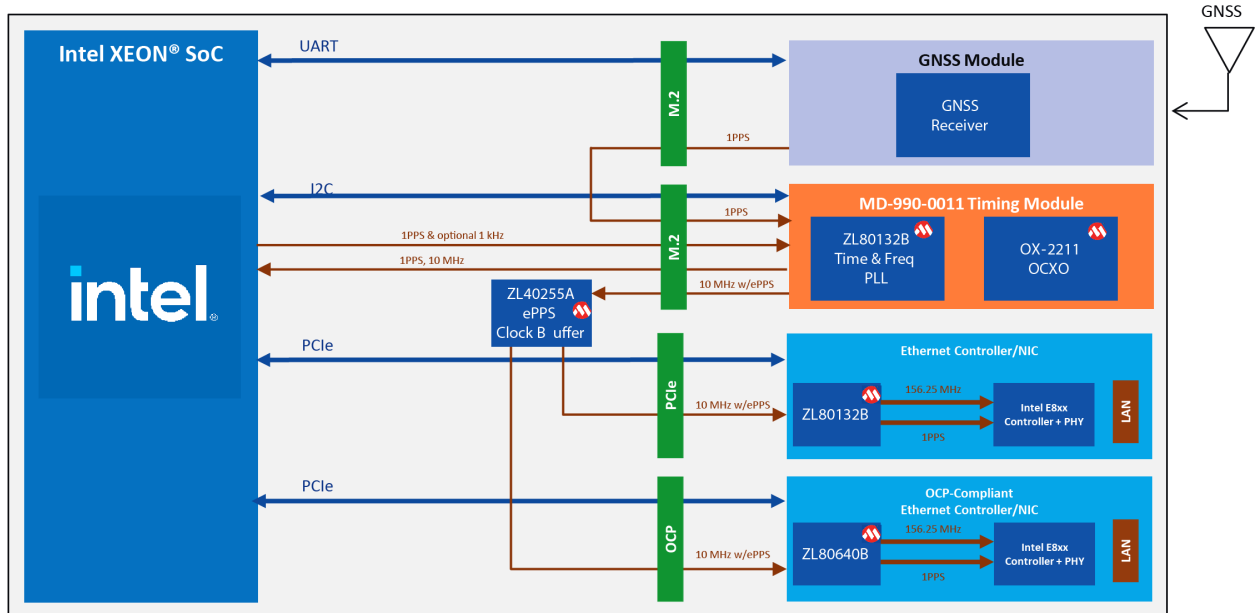 GNSS
Intel XEON® SoC
UART
M.2
GNSS Module
GNSS
Receiver
1PPS
I2C
M.2
1PPS
MD-990-0011 Timing Module
ZL80132B
Time & Freq
PLL
OX-2211
OCXO
1PPS & optional 1 kHz
1PPS, 10 MHz
10 MHz w/ePPS
intel®
ZL40255A
ePPS
Clock B uffer
PCIe
PCIe
Ethernet Controller/NIC
10 MHz w/ePPS
ZL80132B
156.25 MHz
1PPS
Intel E8xx
Controller + PHY
LAN
PCIe
OCP
OCP-Compliant
Ethernet Controller/NIC
10 MHz w/ePPS
ZL80640B
156.25 MHz
1PPS
Intel E8xx
Controller + PHY
LAN